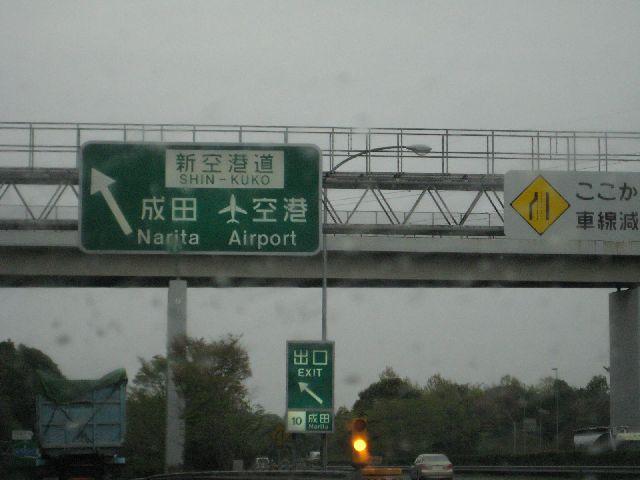 新空港道
SHIN-KUKO
成田 空港
Narita Airport
ここか
車線減
出口
EXIT
10 成田
Narita